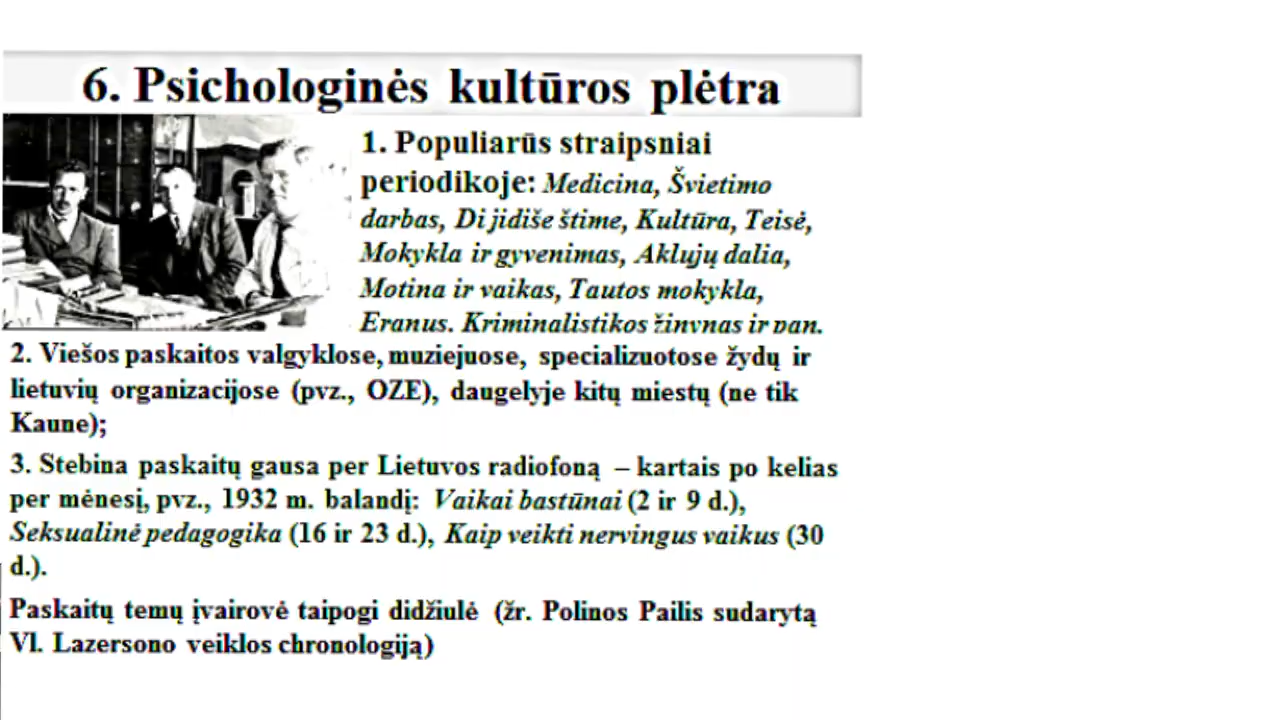 6. Psichologinės kultūros plėtra
1. Populiarūs straipsniai
periodikoje: Medicina, Švietimo
darbas, Di jidiše štime, Kultūra, Teisė,
Mokykla ir gyvenimas, Aklųjų dalia,
Motina ir vaikas, Tautos mokykla,
Eranus, Kriminalistikos žinynas ir pan.
2. Viešos paskaitos valgyklose, muziejuose, specializuotose žydų ir
lietuvių organizacijose (pvz., OZE), daugelyje kitų miestų (ne tik
Kaune);
3. Stebina paskaitų gausa per Lietuvos radiofoną – kartais po kelias
per mėnesį, pvz., 1932 m. balandį: Vaikai bastūnai (2 ir 9 d.),
Seksualinė pedagogika (16 ir 23 d.), Kaip veikti nervingus vaikus (30
d.).
Paskaitų temų įvairovė taipogi didžiulė (žr. Polinos Pailis sudarytą
Vl. Lazersono veiklos chronologiją)